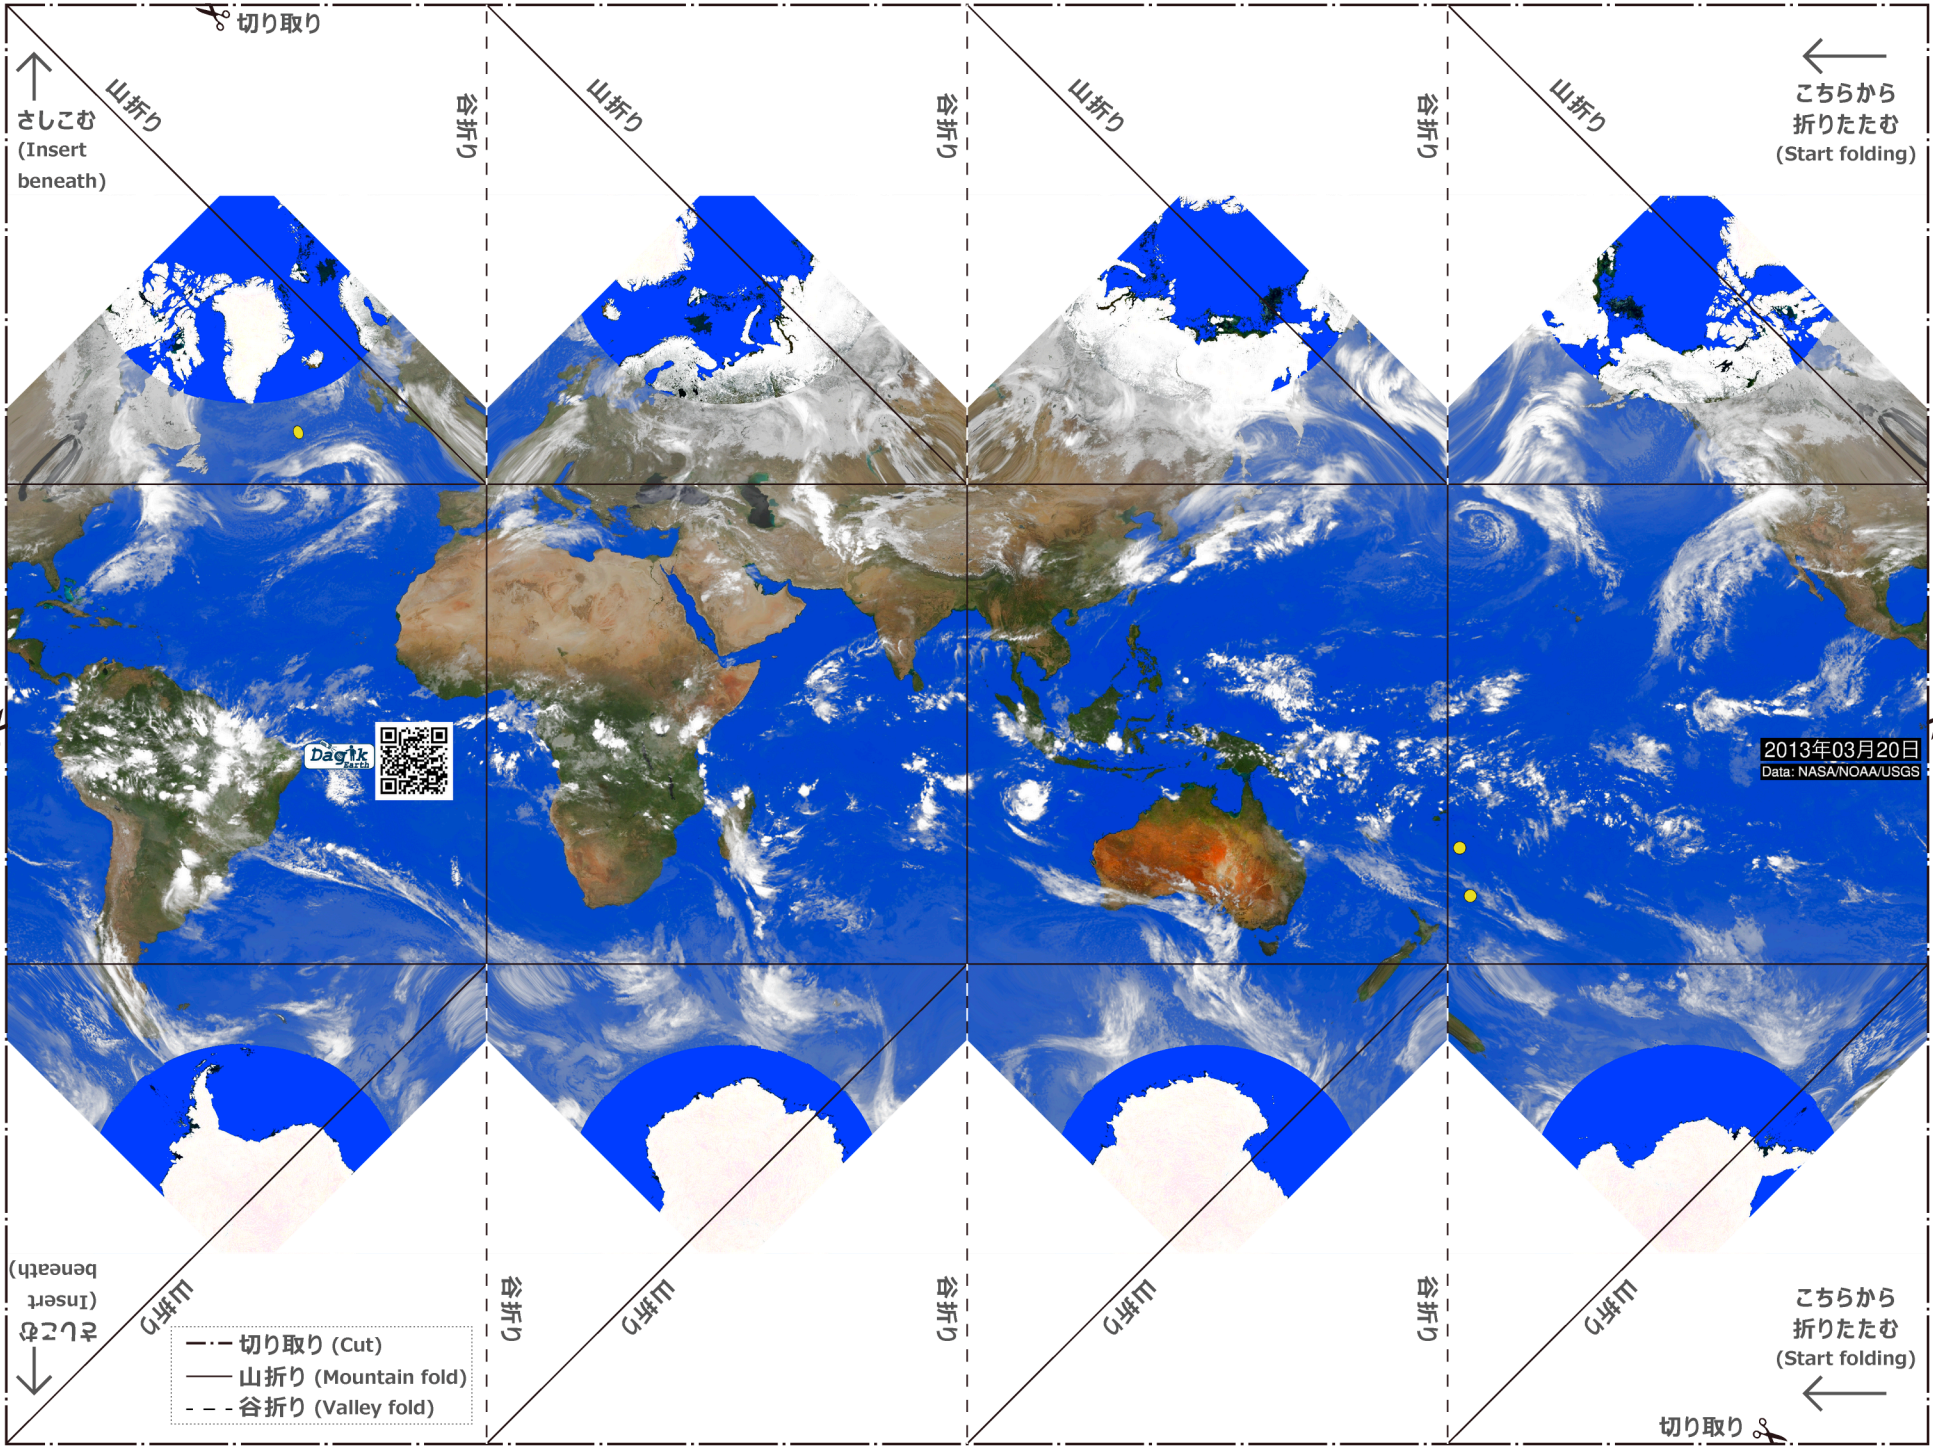 切り取り
山折り
谷折り
山折り
谷折り
山折り
谷折り
山折り
さしこむ
(Insert
beneath)
こちらから
折りたたむ
(Start folding)
Dagik
Earth
2013年03月20日
Data: NASA/NOAA/USGS
さしこむ
(Insert
beneath)
山折り
谷折り
山折り
谷折り
山折り
谷折り
山折り
こちらから
折りたたむ
(Start folding)
切り取り (Cut)
山折り (Mountain fold)
谷折り (Valley fold)
切り取り